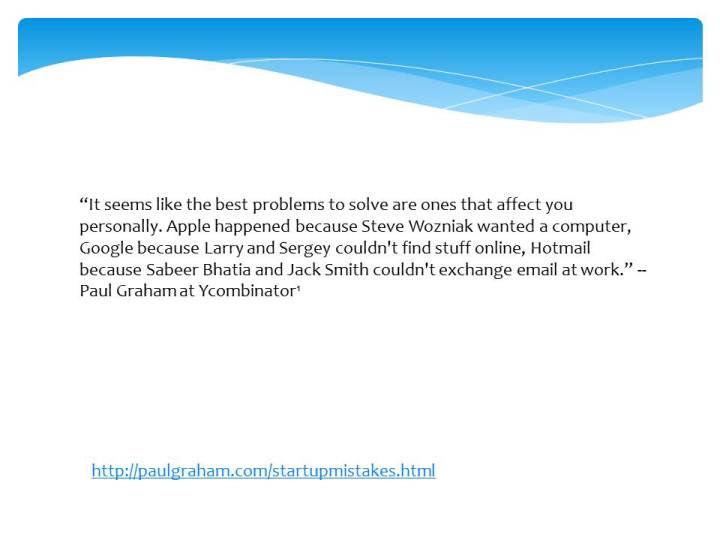 “It seems like the best problems to solve are ones that affect you
personally. Apple happened because Steve Wozniak wanted a computer,
Google because Larry and Sergey couldn't find stuff online, Hotmail
because Sabeer Bhatia and Jack Smith couldn't exchange email at work.” --
Paul Graham at Ycombinator¹
http://paulgraham.com/startupmistakes.html